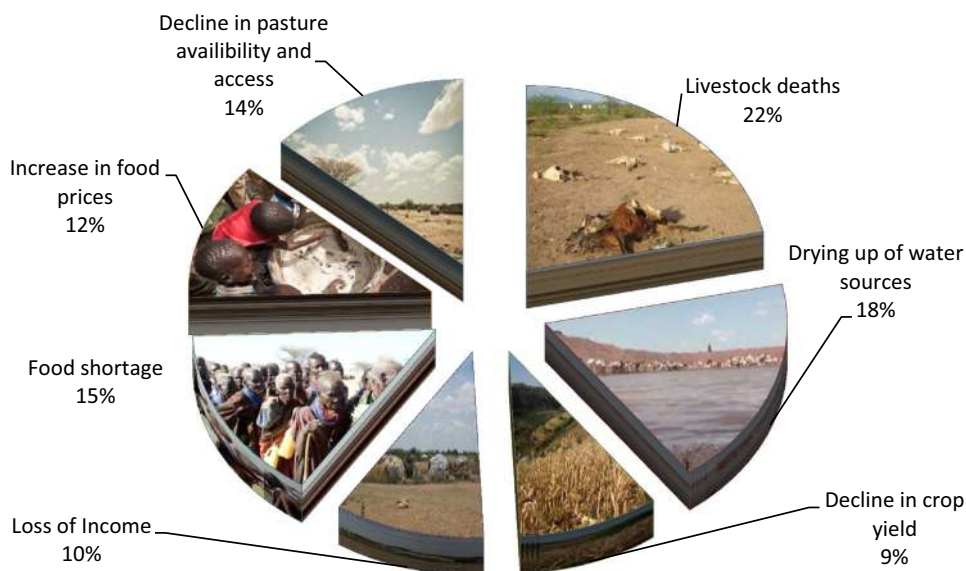 Decline in pasture
availibility and
access
14%
Livestock deaths
22%
Increase in food
prices
12%
Drying up of water
sources
18%
Food shortage
15%
Loss of Income
10%
Decline in crop
yield
9%